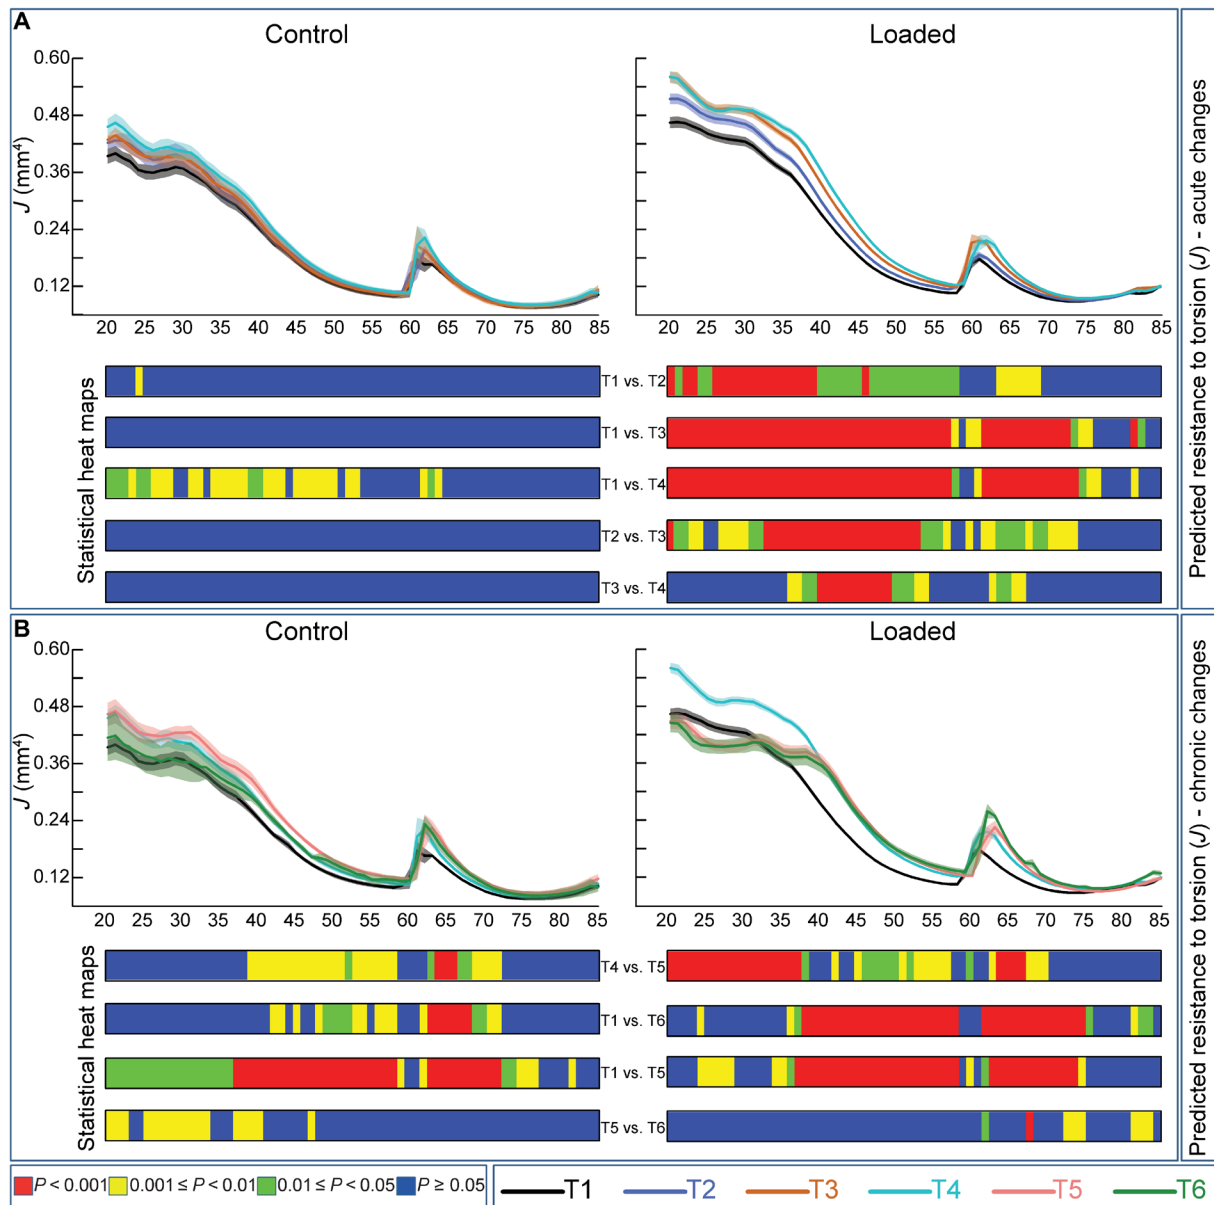 A
Control
Loaded
0.60
0.48
0.36
0.24
0.12
J (mm⁴)
20 25 30 35 40 45 50 55 60 65 70 75 80 85
20 25 30 35 40 45 50 55 60 65 70 75 80 85
Statistical heat maps
T1 vs. T2
T1 vs. T3
T1 vs. T4
T2 vs. T3
T3 vs. T4
Predicted resistance to torsion (J) - acute changes
B
Control
Loaded
0.60
0.48
0.36
0.24
0.12
J (mm⁴)
20 25 30 35 40 45 50 55 60 65 70 75 80 85
20 25 30 35 40 45 50 55 60 65 70 75 80 85
Statistical heat maps
T4 vs. T5
T1 vs. T6
T1 vs. T5
T5 vs. T6
Predicted resistance to torsion (J) - chronic changes
P < 0.001 0.001 ≤ P < 0.01 0.01 ≤ P < 0.05 P ≥ 0.05
T1 T2 T3 T4 T5 T6